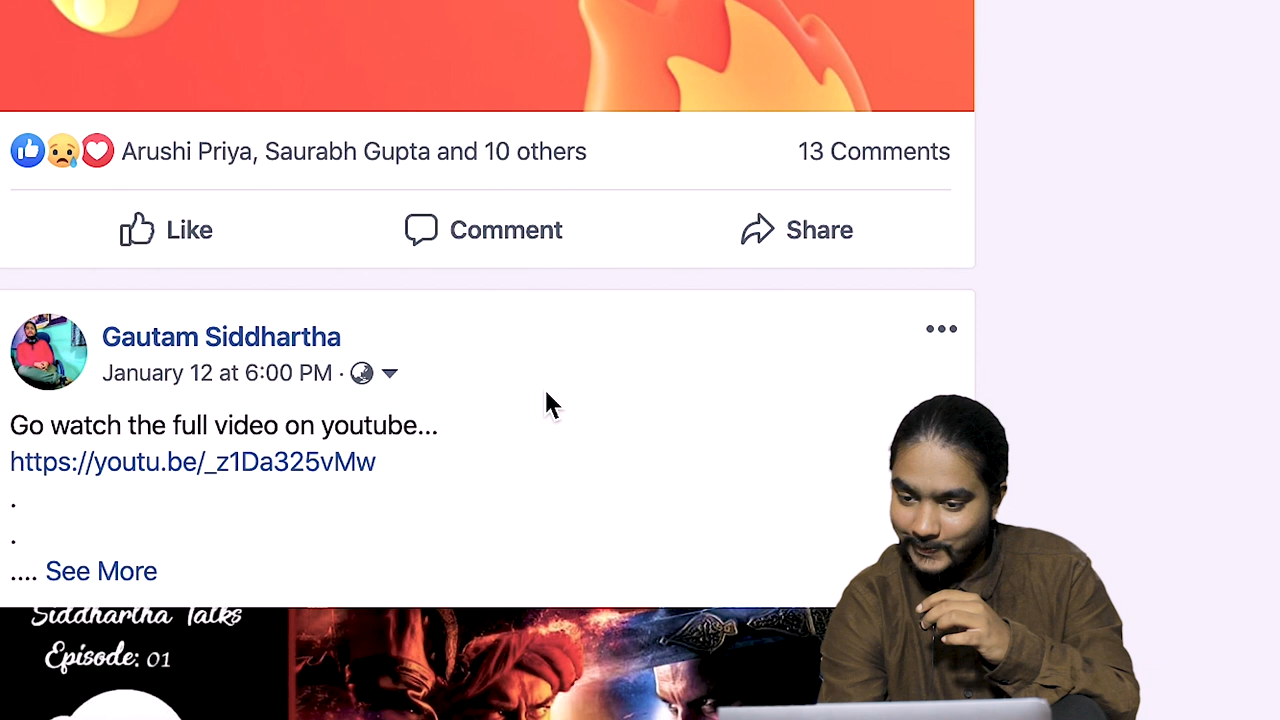 Arushi Priya, Saurabh Gupta and 10 others
13 Comments
Like
Comment
Share
Gautam Siddhartha
January 12 at 6:00 PM ·
Go watch the full video on youtube...
https://youtu.be/_z1Da325vMw
.
.
.... See More
Siddhartha Talks
Episode: 01